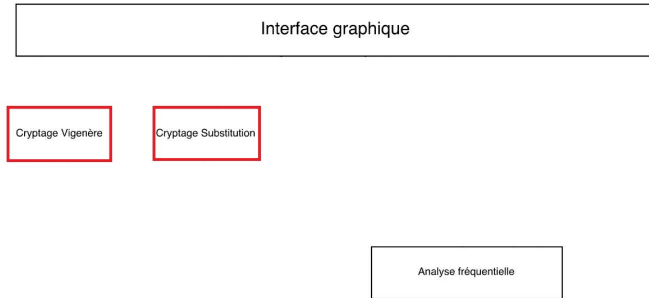 Interface graphique
Cryptage Vigenère
Cryptage Substitution
Analyse fréquentielle